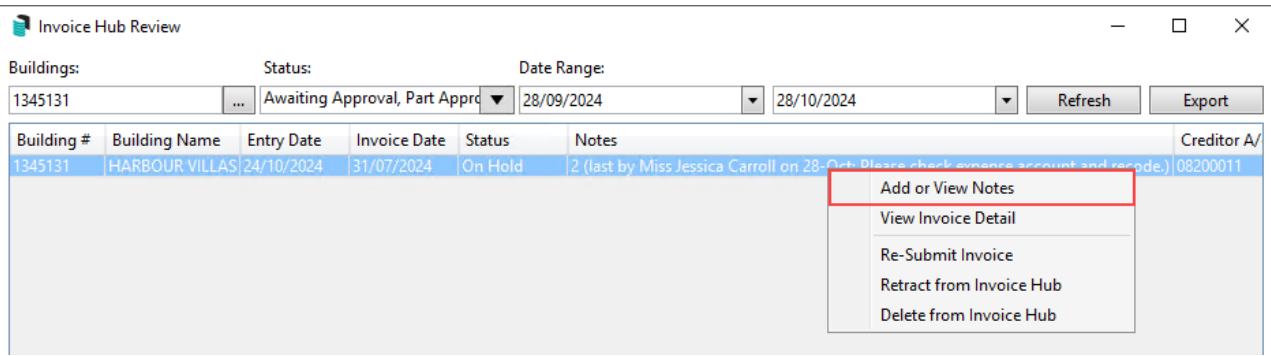 Invoice Hub Review
Buildings: Status: Date Range:
1345131 ... Awaiting Approval, Part Appro 28/09/2024 28/10/2024 Refresh Export
Building # Building Name Entry Date Invoice Date Status Notes Creditor A/
1345131 HARBOUR VILLAS 24/10/2024 31/07/2024 On Hold 2 (last by Miss Jessica Carroll on 28-Oct: Please check expense account and recode.) 08200011
Add or View Notes
View Invoice Detail
Re-Submit Invoice
Retract from Invoice Hub
Delete from Invoice Hub